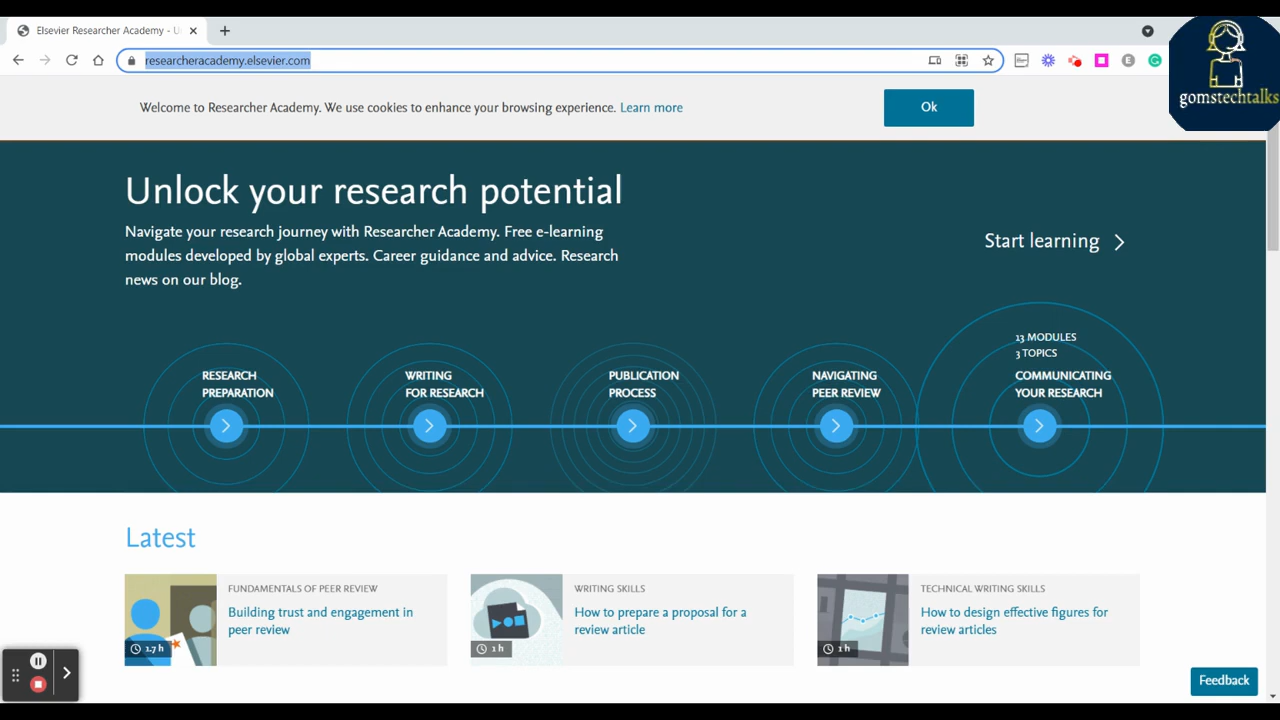 Elsevier Researcher Academy - U
researcheracademy.elsevier.com
gomstechtalks
Welcome to Researcher Academy. We use cookies to enhance your browsing experience. Learn more
Ok
Unlock your research potential
Navigate your research journey with Researcher Academy. Free e-learning
modules developed by global experts. Career guidance and advice. Research
news on our blog.
Start learning
RESEARCH
PREPARATION
WRITING
FOR RESEARCH
PUBLICATION
PROCESS
NAVIGATING
PEER REVIEW
13 MODULES
3 TOPICS
COMMUNICATING
YOUR RESEARCH
Latest
FUNDAMENTALS OF PEER REVIEW
Building trust and engagement in
peer review
1.7 h
WRITING SKILLS
How to prepare a proposal for a
review article
1 h
TECHNICAL WRITING SKILLS
How to design effective figures for
review articles
1 h
Feedback